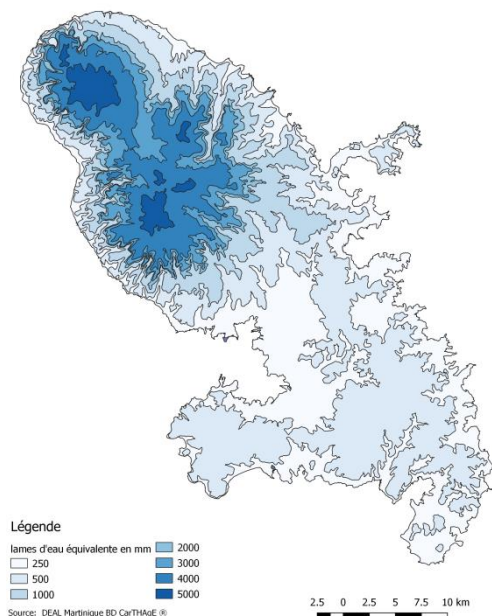 Légende
lames d'eau équivalente en mm
250
500
1000
2000
3000
4000
5000
Source: DEAL Martinique BD CarTHAgE ®
2.5 0 2.5 5 7.5 10 km